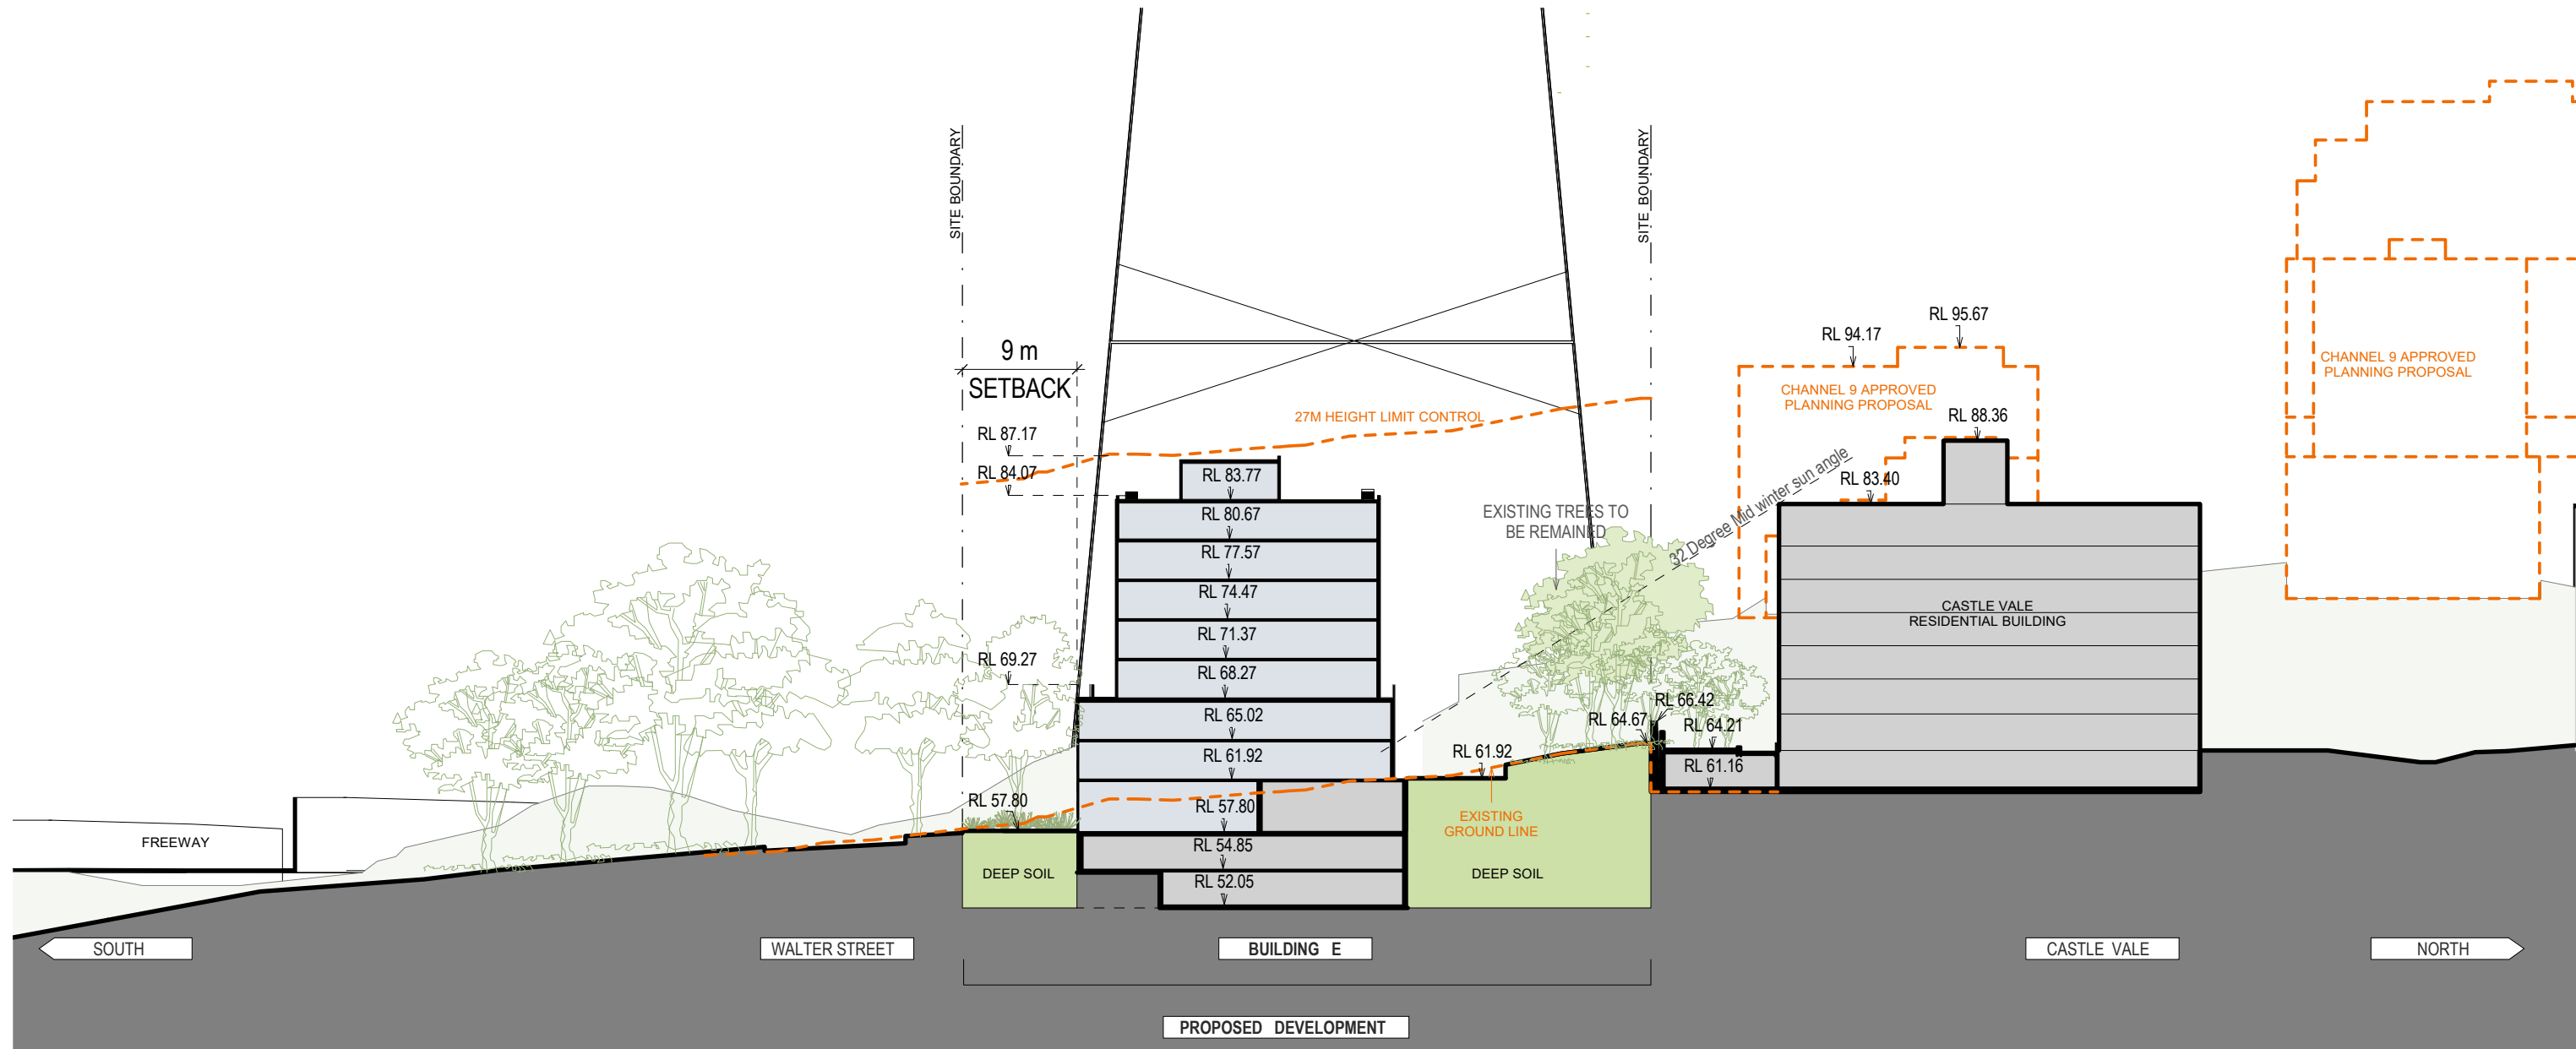 SITE BOUNDARY
SITE BOUNDARY
9 m
SETBACK
RL 87.17
RL 84.07
RL 69.27
RL 57.80
27M HEIGHT LIMIT CONTROL
RL 83.77
RL 80.67
RL 77.57
RL 74.47
RL 71.37
RL 68.27
RL 65.02
RL 61.92
RL 57.80
RL 54.85
RL 52.05
EXISTING TREES TO
BE REMAINED
32 Degree Mid winter sun angle
RL 61.92
RL 64.67
RL 66.42
RL 64.21
RL 61.16
EXISTING
GROUND LINE
DEEP SOIL
DEEP SOIL
RL 94.17
RL 95.67
CHANNEL 9 APPROVED
PLANNING PROPOSAL
RL 88.36
RL 83.40
CASTLE VALE
RESIDENTIAL BUILDING
CHANNEL 9 APPROVED
PLANNING PROPOSAL
FREEWAY
SOUTH
WALTER STREET
BUILDING E
CASTLE VALE
NORTH
PROPOSED DEVELOPMENT